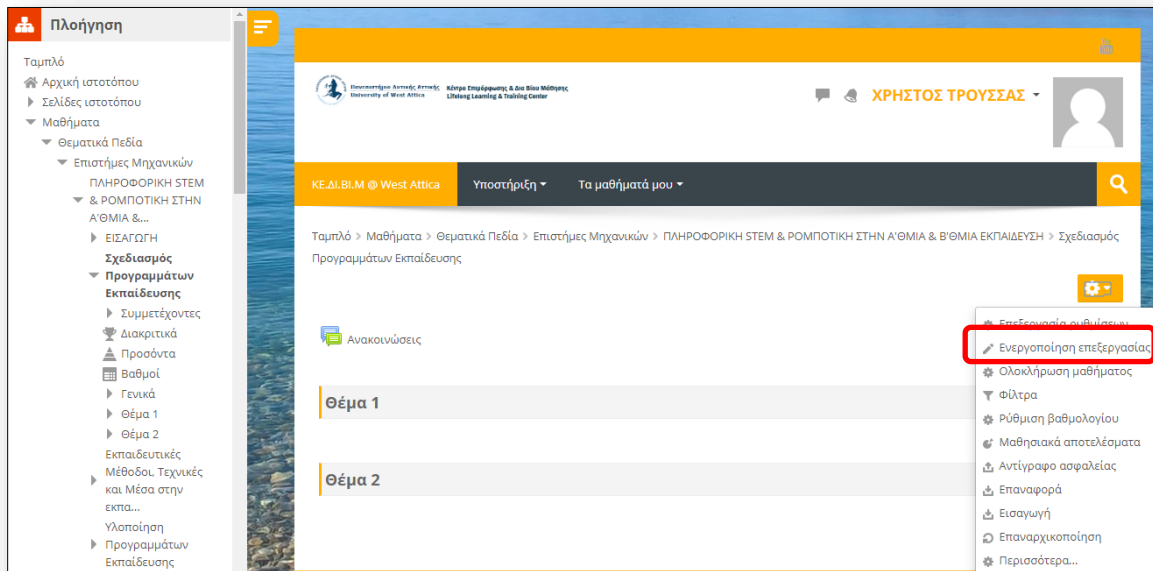 Πλοήγηση
Ταμπλό
Αρχική ιστοτόπου
Σελίδες ιστοτόπου
Μαθήματα
Θεματικά Πεδία
Επιστήμες Μηχανικών
ΠΛΗΡΟΦΟΡΙΚΗ STEM
& ΡΟΜΠΟΤΙΚΗ ΣΤΗΝ
Α'ΘΜΙΑ &...
ΕΙΣΑΓΩΓΗ
Σχεδιασμός
Προγραμμάτων
Εκπαίδευσης
Συμμετέχοντες
Διακριτικά
Προσόντα
Βαθμοί
Γενικά
Θέμα 1
Θέμα 2
Εκπαιδευτικές
Μέθοδοι, Τεχνικές
και Μέσα στην
εκπα...
Υλοποίηση
Προγραμμάτων
Εκπαίδευσης
Πανεπιστήμιο Δυτικής Αττικής
University of West Attica
Κέντρο Επιμόρφωσης & Δια Βίου Μάθησης
Lifelong Learning & Training Center
ΧΡΗΣΤΟΣ ΤΡΟΥΣΣΑΣ
ΚΕ.ΔΙ.ΒΙ.Μ @ West Attica
Υποστήριξη
Τα μαθήματά μου
Ταμπλό > Μαθήματα > Θεματικά Πεδία > Επιστήμες Μηχανικών > ΠΛΗΡΟΦΟΡΙΚΗ STEM & ΡΟΜΠΟΤΙΚΗ ΣΤΗΝ Α'ΘΜΙΑ & Β'ΘΜΙΑ ΕΚΠΑΙΔΕΥΣΗ > Σχεδιασμός
Προγραμμάτων Εκπαίδευσης
Ανακοινώσεις
Θέμα 1
Θέμα 2
Επεξεργασία ρυθμίσεων
Ενεργοποίηση επεξεργασίας
Ολοκλήρωση μαθήματος
Φίλτρα
Ρύθμιση βαθμολογίου
Μαθησιακά αποτελέσματα
Αντίγραφο ασφαλείας
Επαναφορά
Εισαγωγή
Επαναρχικοποίηση
Περισσότερα...